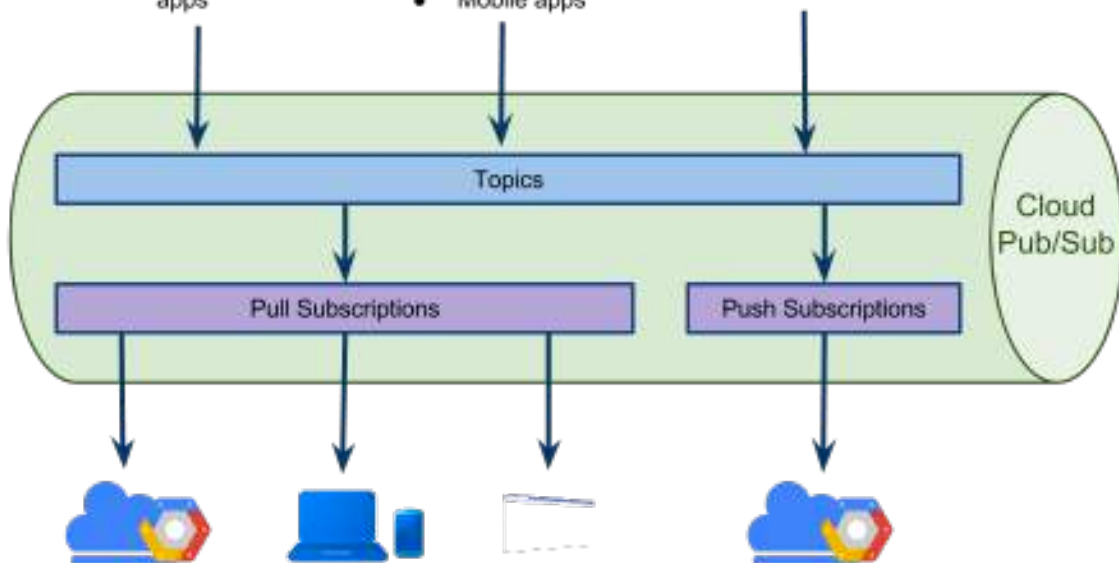 apps
• Mobile apps
Topics
Cloud
Pub/Sub
Pull Subscriptions
Push Subscriptions